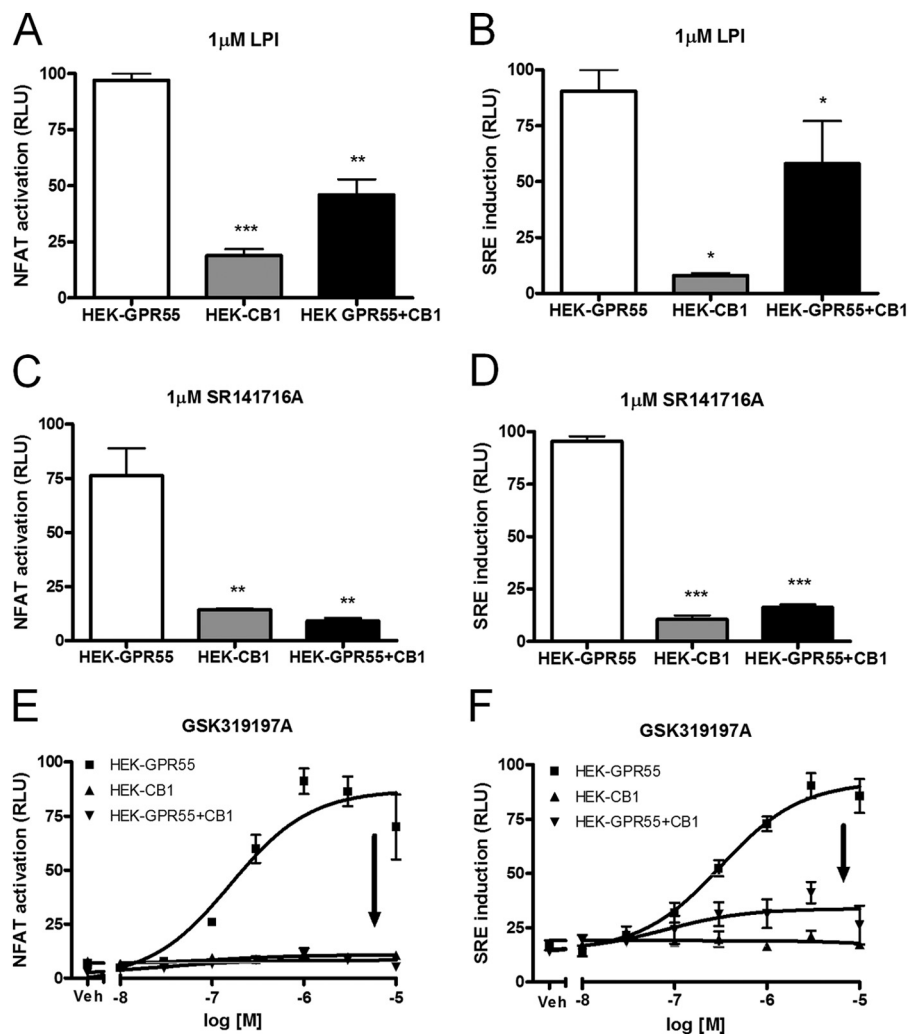 A
1μM LPI
NFAT activation (RLU)
100
75
50
25
0
***
**
HEK-GPR55 HEK-CB1 HEK GPR55+CB1
B
1μM LPI
SRE induction (RLU)
100
75
50
25
0
*
*
HEK-GPR55 HEK-CB1 HEK-GPR55+CB1
C
1μM SR141716A
NFAT activation (RLU)
100
75
50
25
0
**
**
HEK-GPR55 HEK-CB1 HEK-GPR55+CB1
D
1μM SR141716A
SRE induction (RLU)
100
75
50
25
0
***
***
HEK-GPR55 HEK-CB1 HEK-GPR55+CB1
E
GSK319197A
NFAT activation (RLU)
HEK-GPR55
HEK-CB1
HEK-GPR55+CB1
100
75
50
25
0
Veh -8 -7 -6 -5
log [M]
F
GSK319197A
SRE induction (RLU)
HEK-GPR55
HEK-CB1
HEK-GPR55+CB1
100
75
50
25
0
Veh -8 -7 -6 -5
log [M]